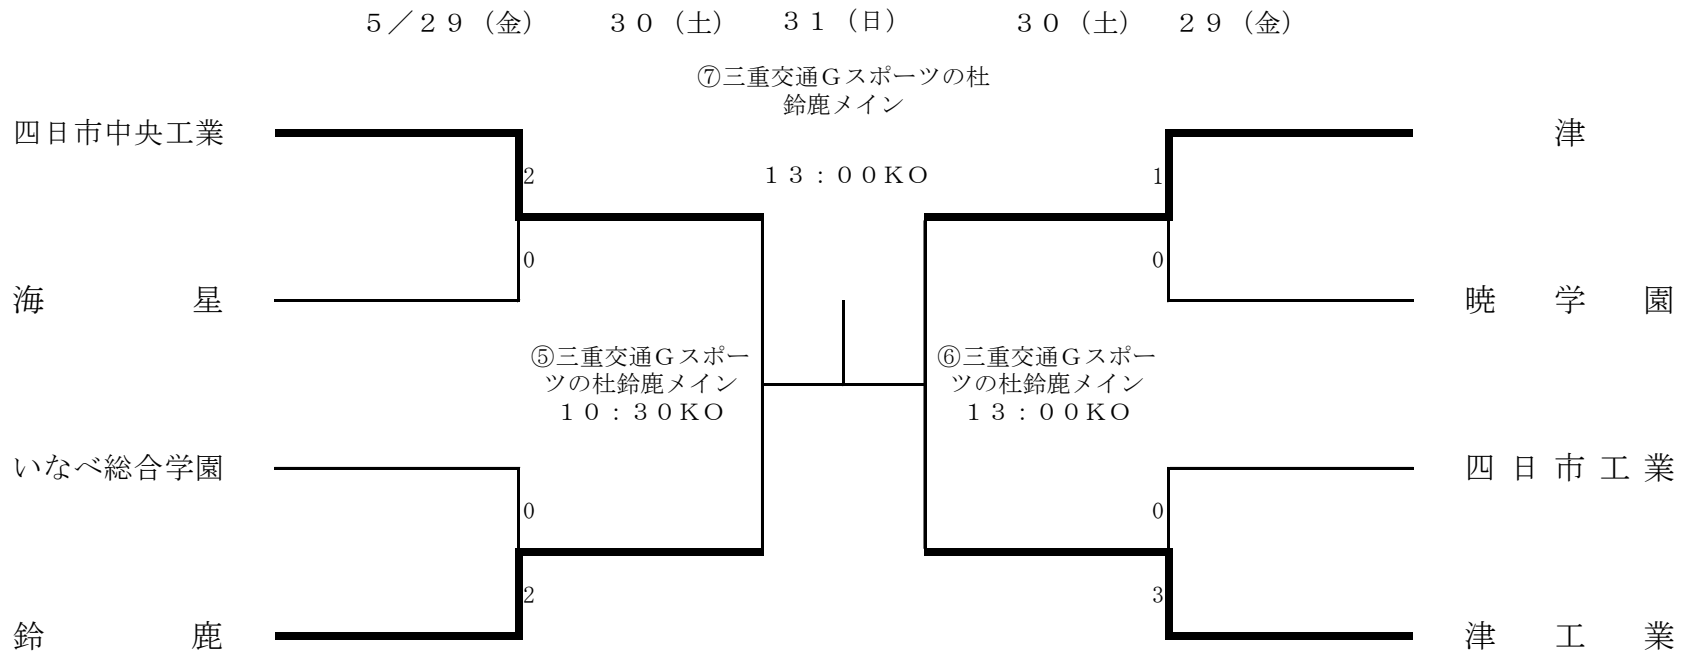 ５／２９（金） ３０（土） ３１（日） ３０（土） ２９（金）
⑦三重交通Ｇスポーツの杜
鈴鹿メイン
四日市中央工業
津
2
１３：００ＫＯ
1
0
0
海星
暁学園
⑤三重交通Ｇスポー
ツの杜鈴鹿メイン
１０：３０ＫＯ
⑥三重交通Ｇスポー
ツの杜鈴鹿メイン
１３：００ＫＯ
いなべ総合学園
四日市工業
0
0
2
3
鈴鹿
津工業